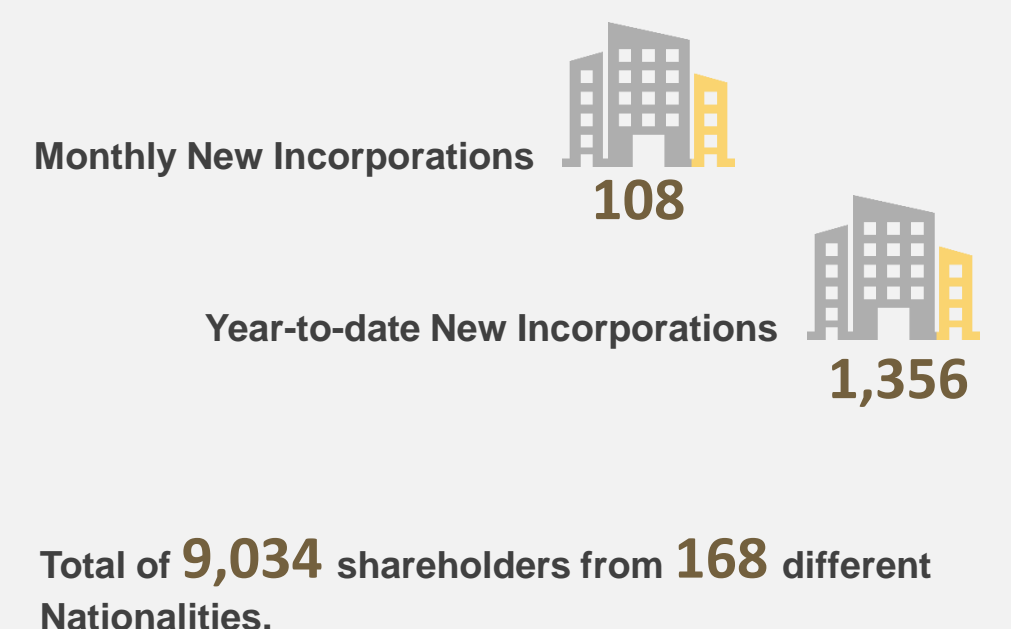 Monthly New Incorporations
108
Year-to-date New Incorporations
1,356
Total of 9,034 shareholders from 168 different
Nationalities.